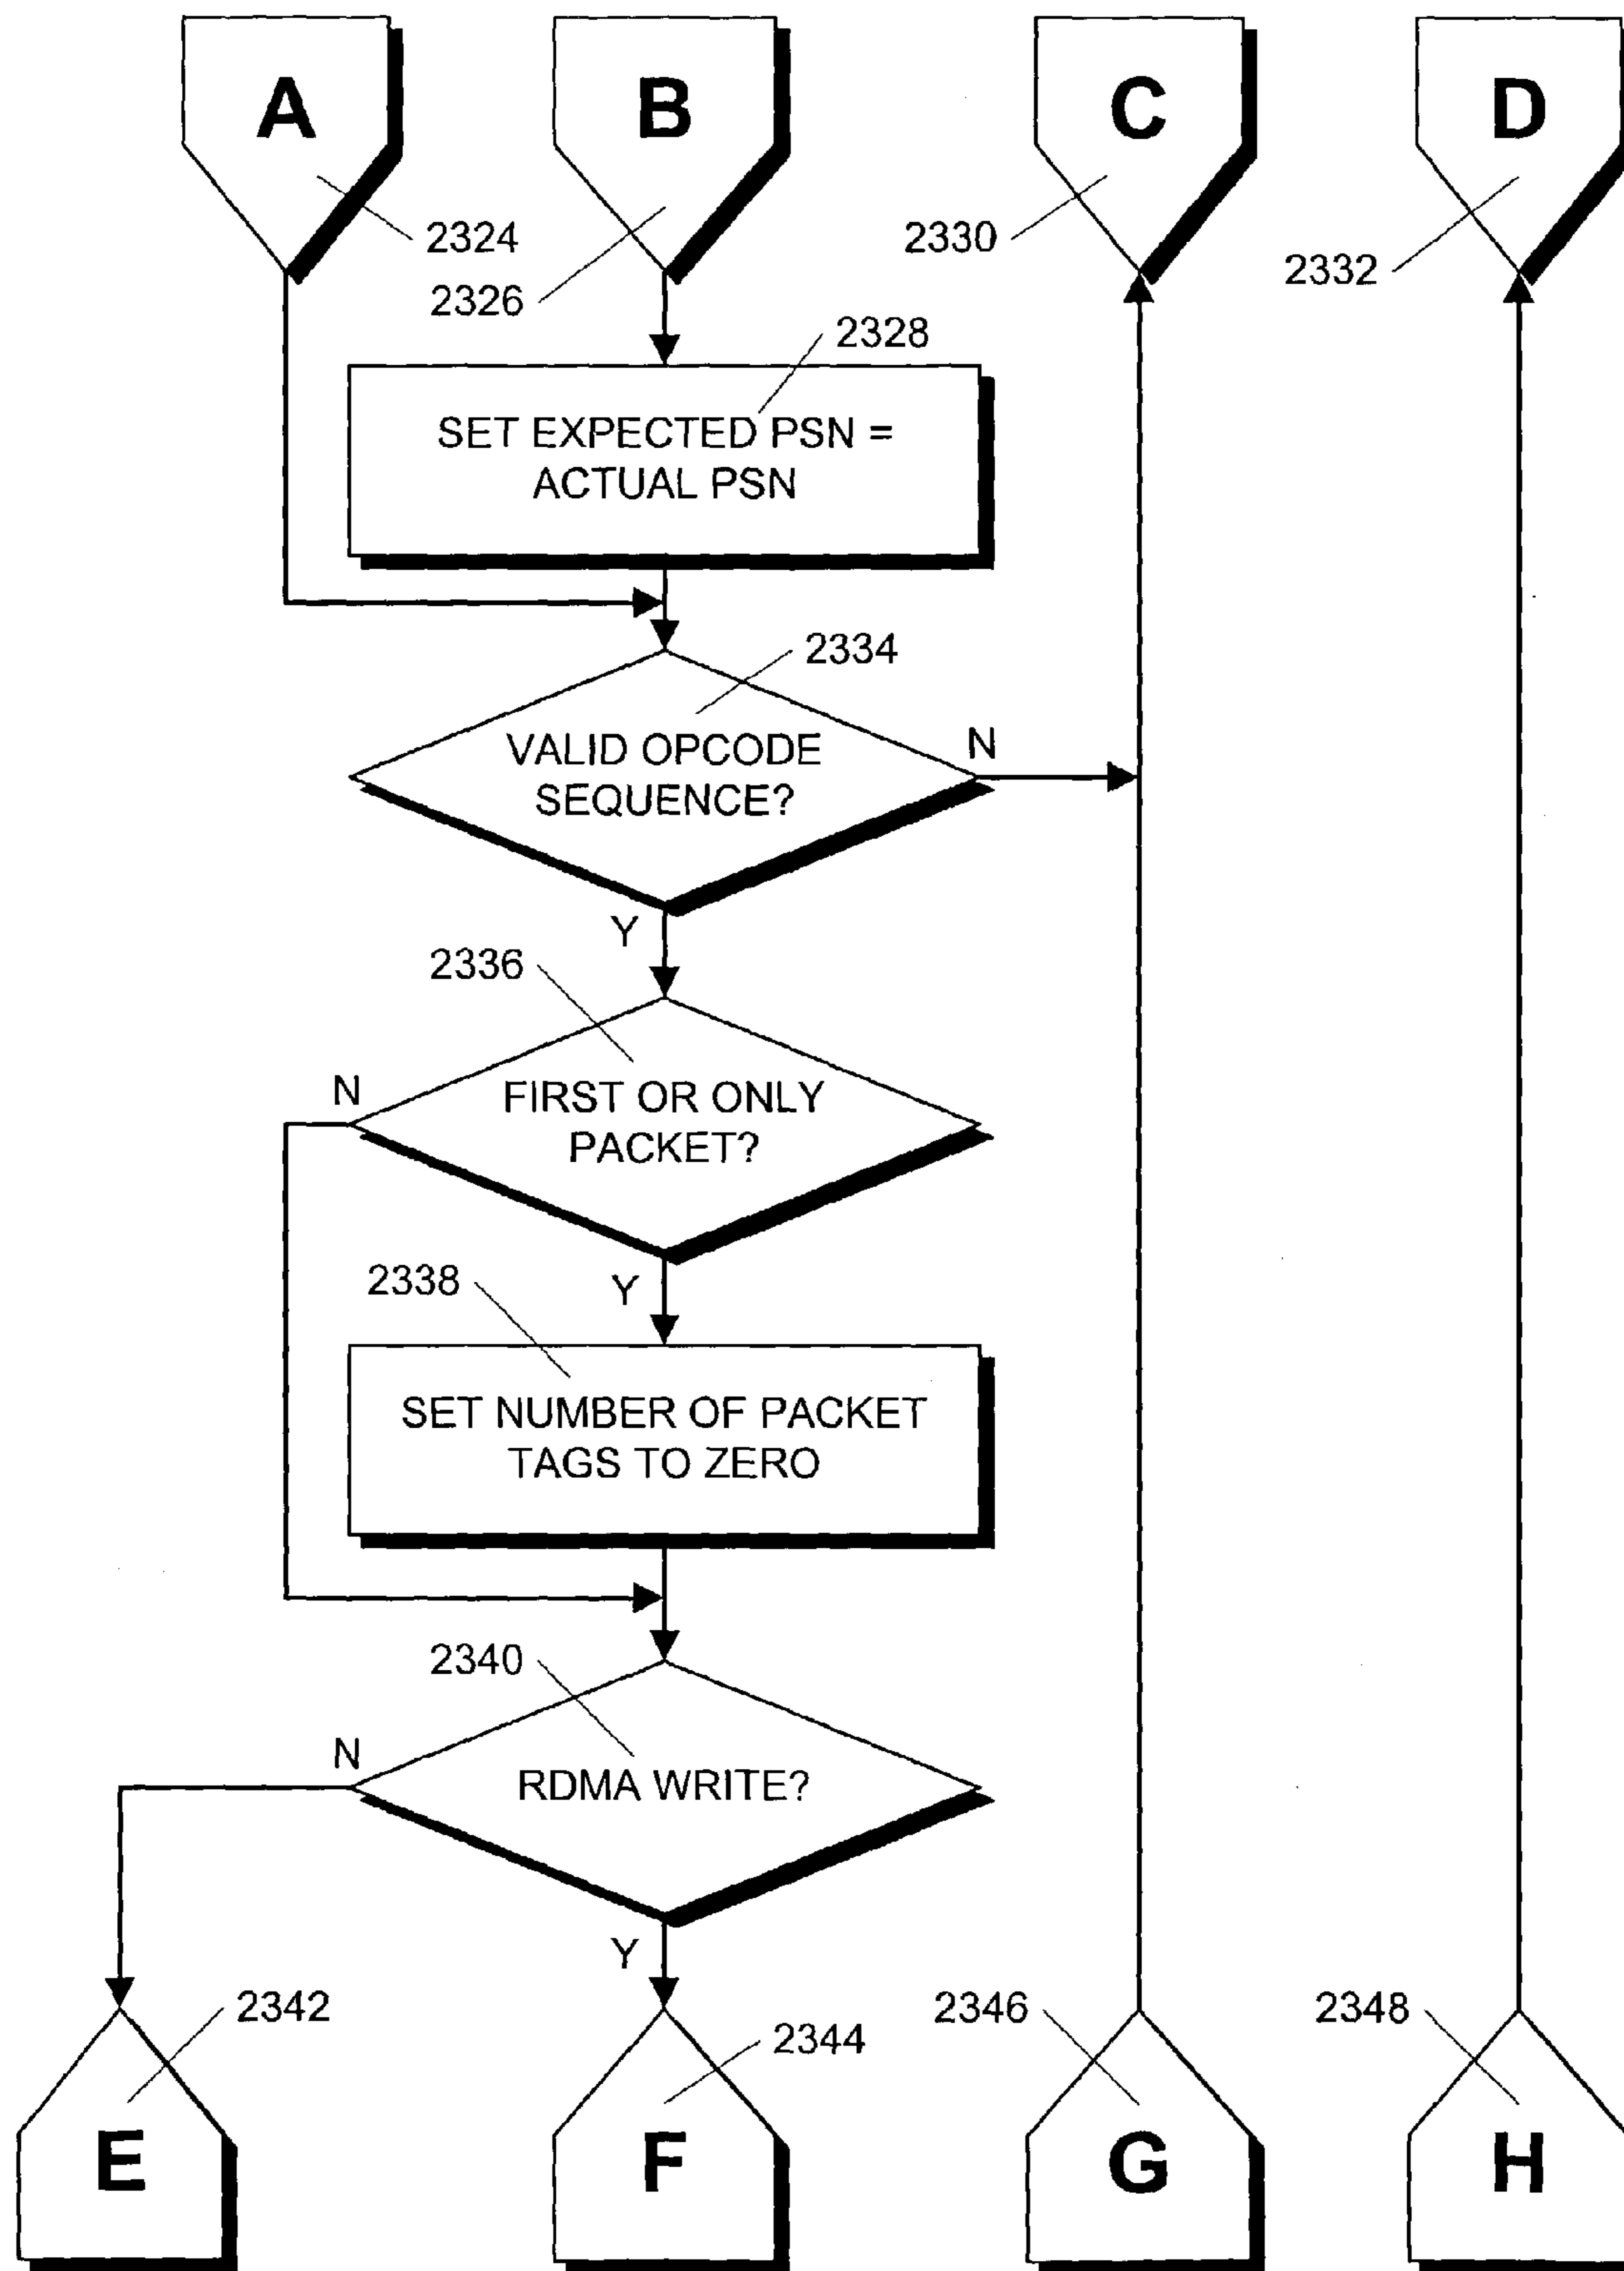 A
B
C
D
2324
2326
2330
2332
2328
SET EXPECTED PSN =
ACTUAL PSN
2334
VALID OPCODE
SEQUENCE?
N
Y
2336
FIRST OR ONLY
PACKET?
N
Y
2338
SET NUMBER OF PACKET
TAGS TO ZERO
2340
RDMA WRITE?
N
Y
2342
2344
2346
2348
E
F
G
H